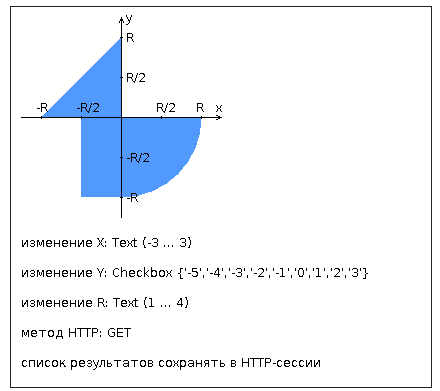 y
R
R/2
-R
-R/2
R/2
R
x
-R/2
-R
изменение X: Text (-3 ... 3)
изменение Y: Checkbox {'-5','-4','-3','-2','-1','0','1','2','3'}
изменение R: Text (1 ... 4)
метод HTTP: GET
список результатов сохранять в HTTP-сессии